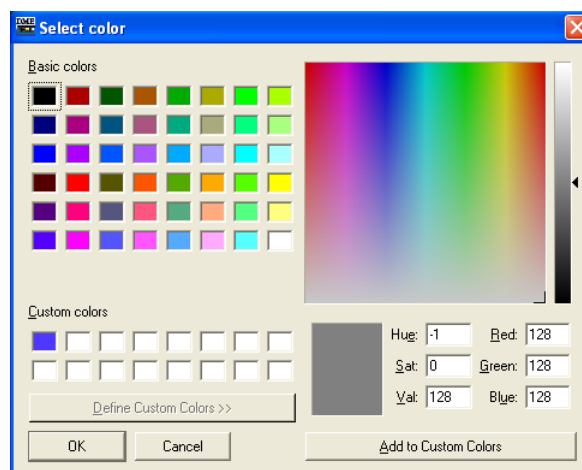 DME
Select color
Basic colors
Custom colors
Define Custom Colors >>
OK
Cancel
Hue: -1
Red: 128
Sat: 0
Green: 128
Val: 128
Blue: 128
Add to Custom Colors